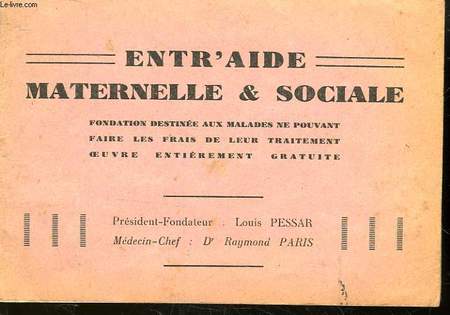 Le-livre.com
ENTR'AIDE
MATERNELLE & SOCIALE
FONDATION DESTINÉE AUX MALADES NE POUVANT
FAIRE LES FRAIS DE LEUR TRAITEMENT
ŒUVRE ENTIÈREMENT GRATUITE
Président-Fondateur : Louis PESSAR
Médecin-Chef : Dr Raymond PARIS